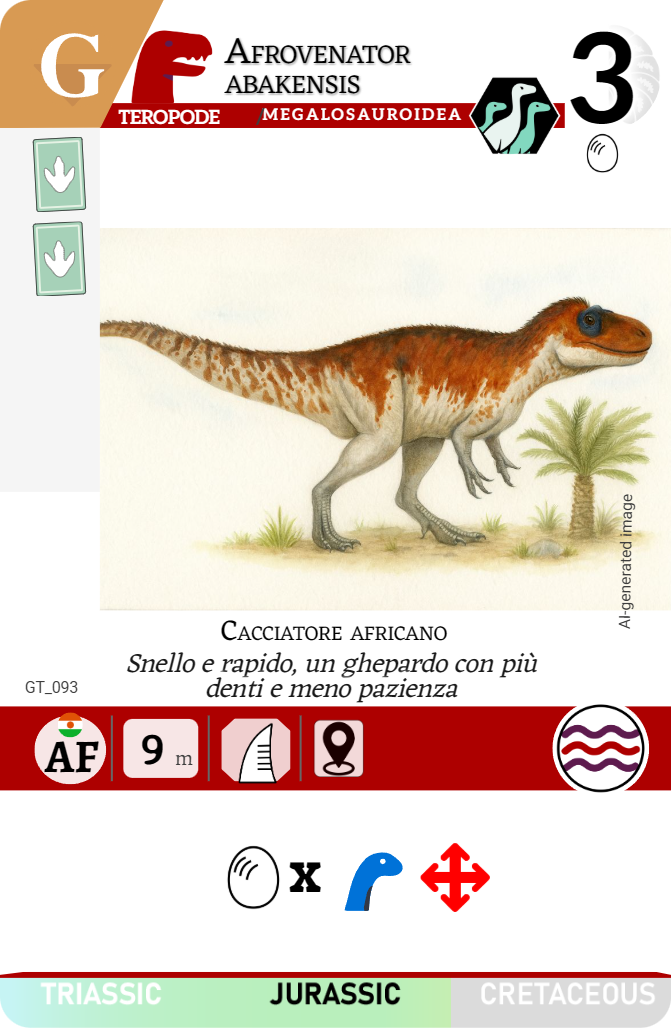 G
AFROVENATOR
ABAKENSIS
3
TEROPODE
MEGALOSAUROIDEA
AI-generated image
CACCIATORE AFRICANO
Snello e rapido, un ghepardo con più
denti e meno pazienza
GT_093
AF
9 m
x
TRIASSIC JURASSIC CRETACEOUS